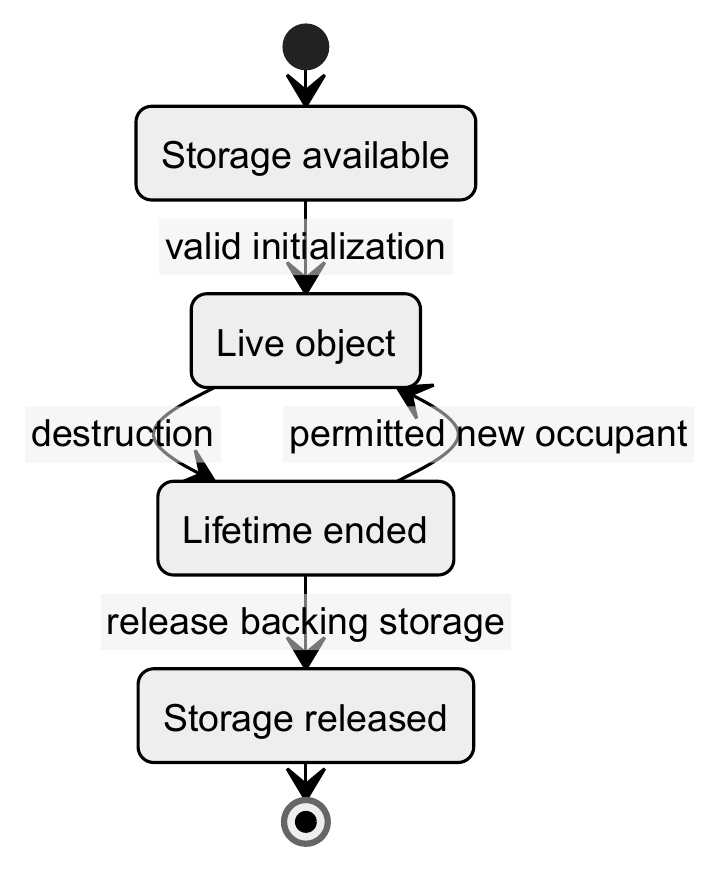 Storage available
valid initialization
Live object
destruction
permitted new occupant
Lifetime ended
release backing storage
Storage released